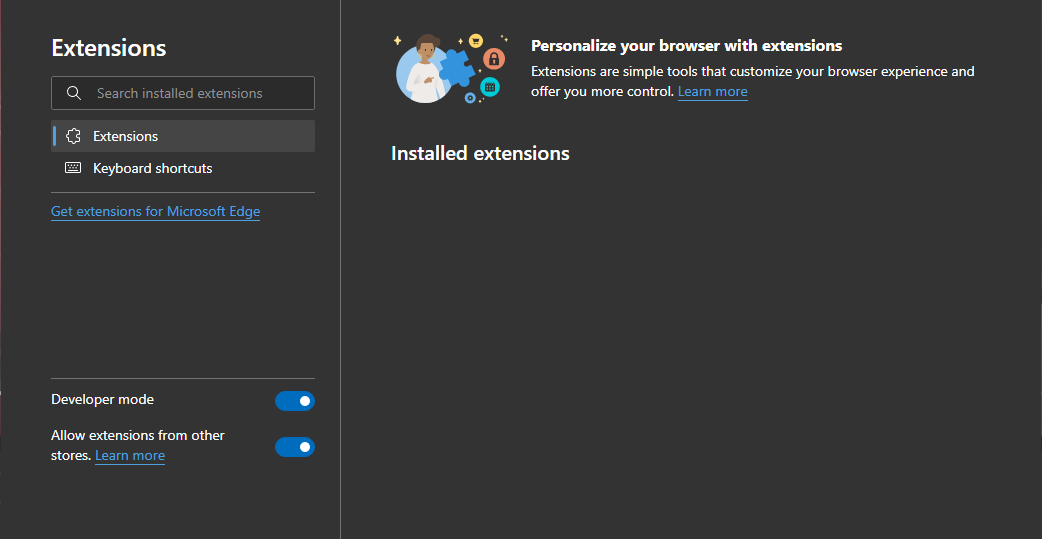 Extensions
Search installed extensions
Extensions
Keyboard shortcuts
Get extensions for Microsoft Edge
Developer mode
Allow extensions from other
stores. Learn more
Personalize your browser with extensions
Extensions are simple tools that customize your browser experience and
offer you more control. Learn more
Installed extensions